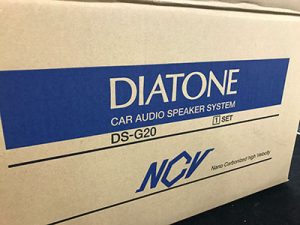 DIATONE
CAR AUDIO SPEAKER SYSTEM
DS-G20 1 SET
NCV Nano Carbonized high Velocity